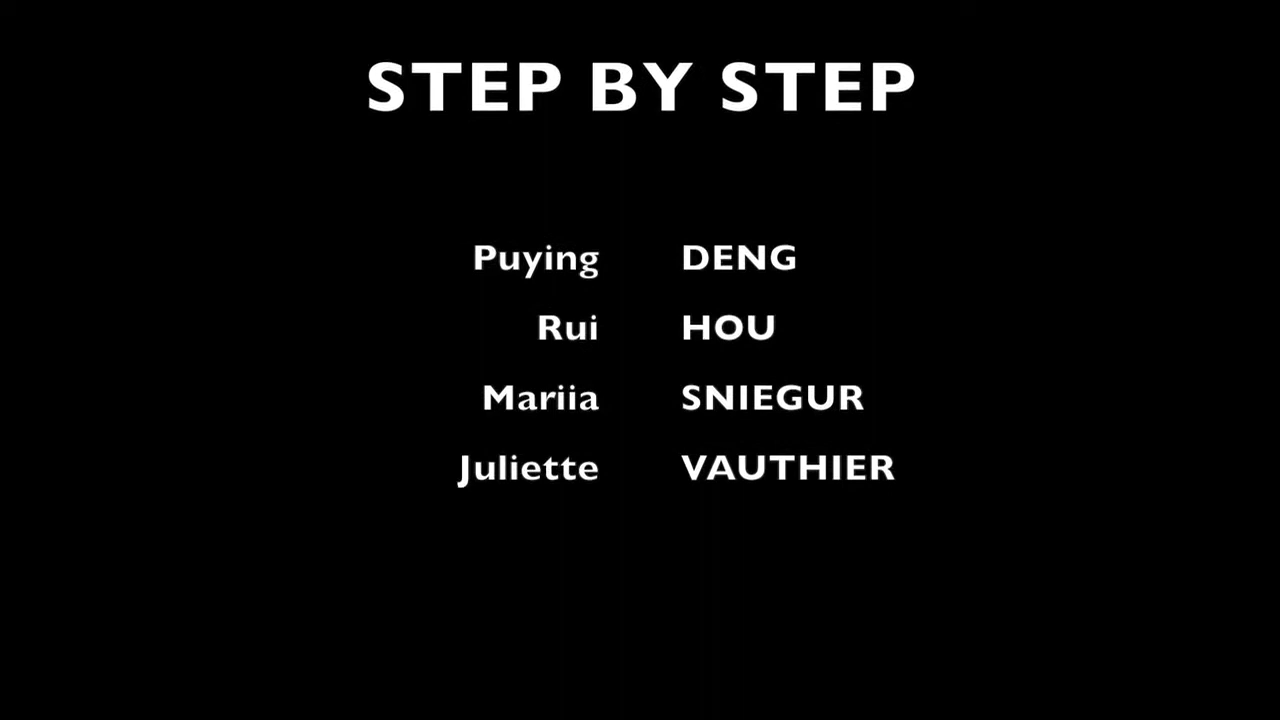 STEP BY STEP
Puying DENG
Rui HOU
Mariia SNIEGUR
Juliette VAUTHIER